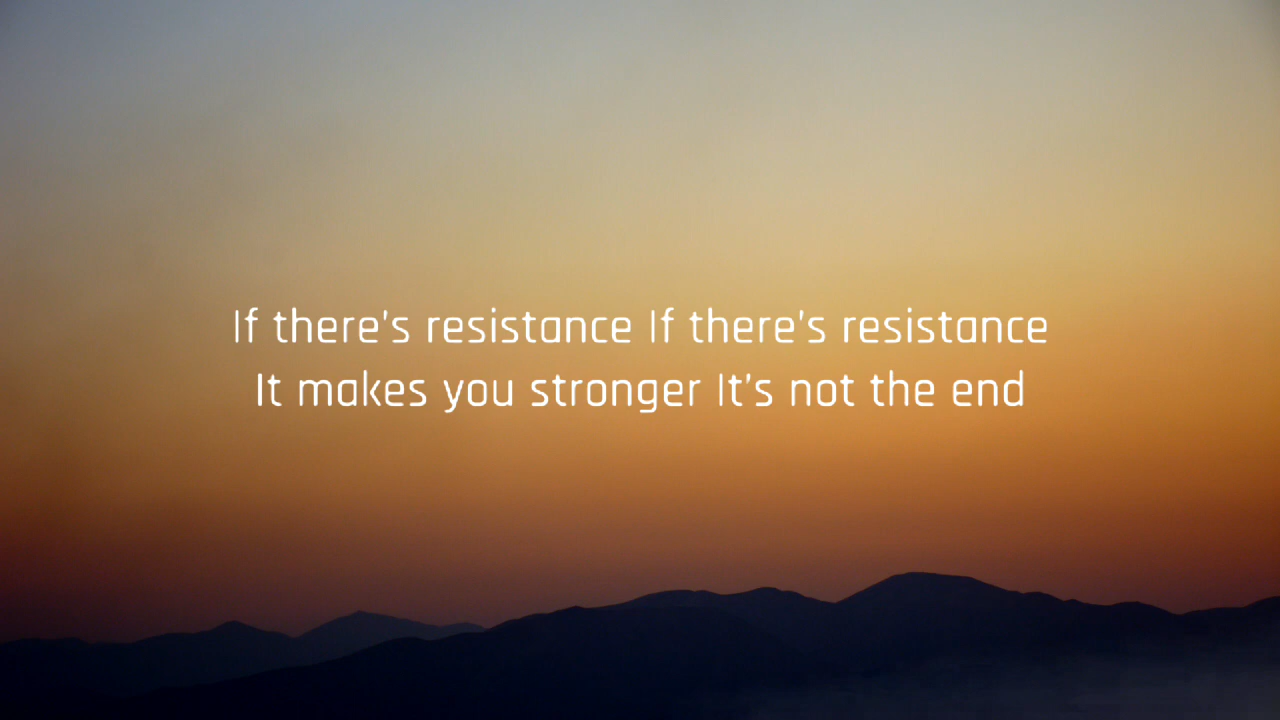 If there's resistance If there's resistance
It makes you stronger It's not the end